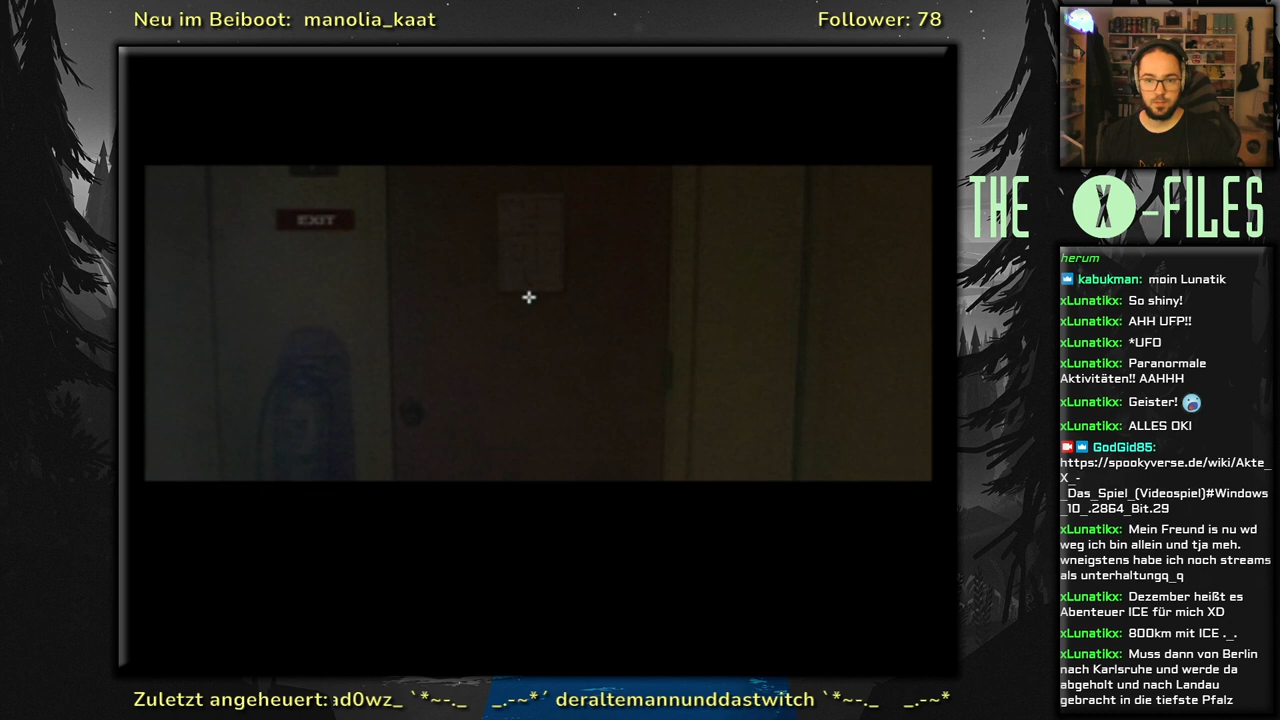 Neu im Beiboot: manolia_kaat
Follower: 78
EXIT
THE X-FILES
herum
kabukman: moin Lunatik
xLunatikx: So shiny!
xLunatikx: AHH UFP!!
xLunatikx: *UFO
xLunatikx: Paranormale
Aktivitäten!! AAHHH
xLunatikx: Geister!
xLunatikx: ALLES OKI
GodGid85:
https://spookyverse.de/wiki/Akte_
X_-
_Das_Spiel_(Videospiel)#Windows
_10_.2864_Bit.29
xLunatikx: Mein Freund is nu wd
weg ich bin allein und tja meh.
wneigstens habe ich noch streams
als unterhaltungq_q
xLunatikx: Dezember heißt es
Abenteuer ICE für mich XD
xLunatikx: 800km mit ICE ._.
xLunatikx: Muss dann von Berlin
nach Karlsruhe und werde da
abgeholt und nach Landau
gebracht in die tiefste Pfalz
Zuletzt angeheuert: ad0wz_ `*~-._ _.-~*´ deraltemannunddastwitch `*~-._ _.-~*